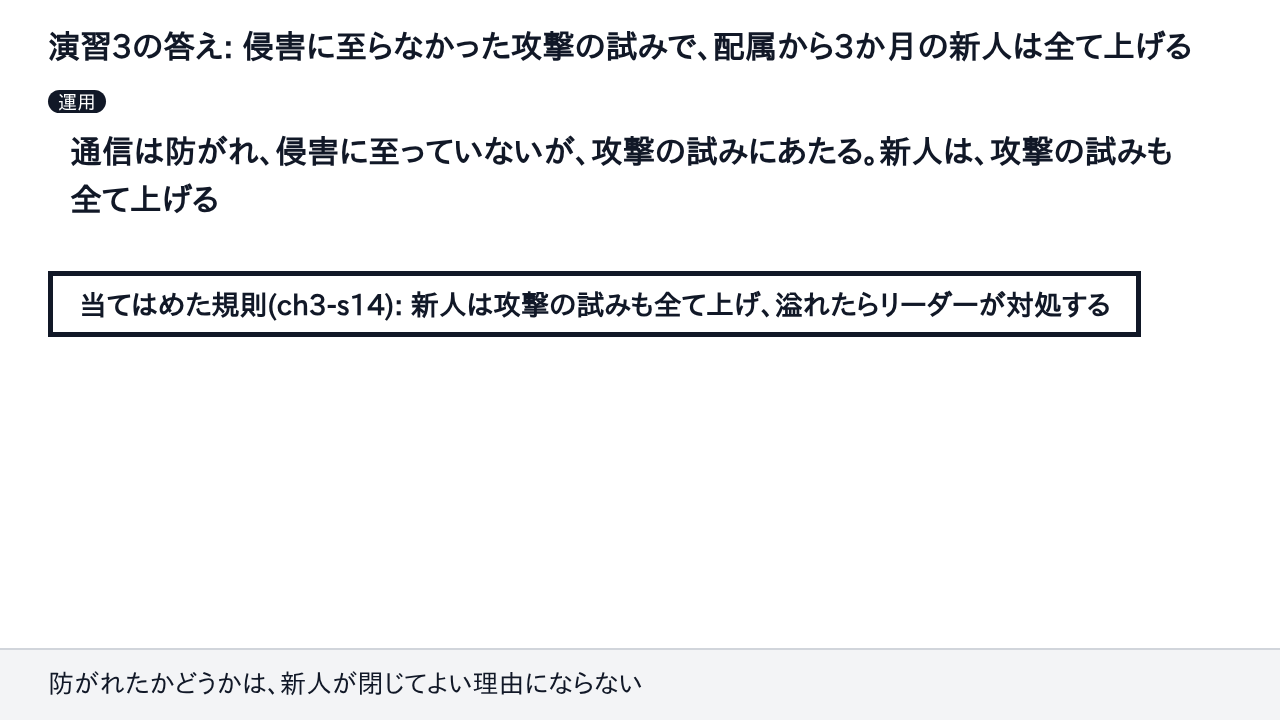 演習3の答え: 侵害に至らなかった攻撃の試みで、配属から3か月の新人は全て上げる
運用
通信は防がれ、侵害に至っていないが、攻撃の試みにあたる。新人は、攻撃の試みも
全て上げる
当てはめた規則(ch3-s14): 新人は攻撃の試みも全て上げ、溢れたらリーダーが対処する
防がれたかどうかは、新人が閉じてよい理由にならない